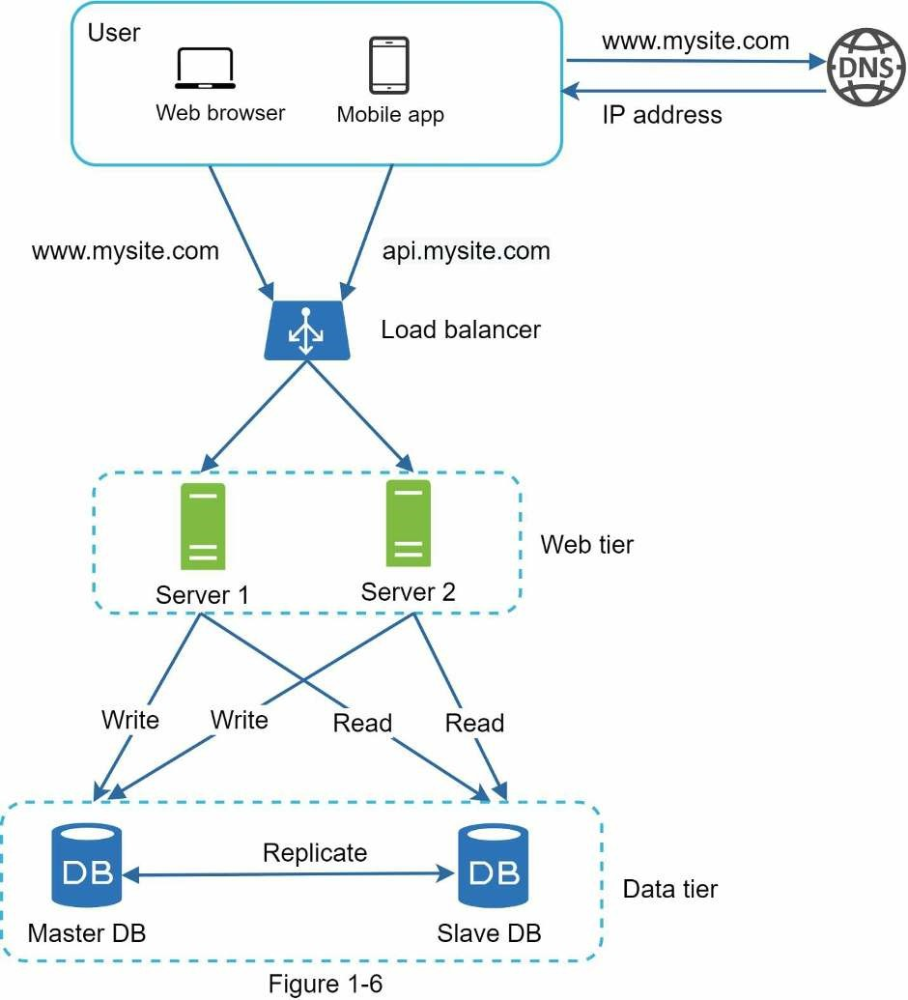 User
www.mysite.com
DNS
Web browser
Mobile app
IP address
www.mysite.com
api.mysite.com
Load balancer
Web tier
Server 1
Server 2
Write
Write
Read
Read
Replicate
DB
DB
Data tier
Master DB
Slave DB
Figure 1-6